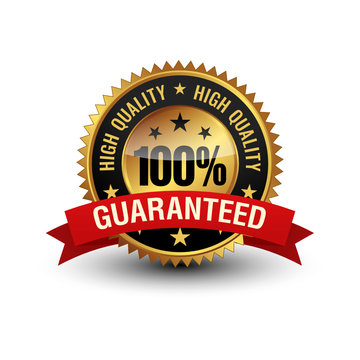 HIGH QUALITY ★ HIGH QUALITY
100%
GUARANTEED